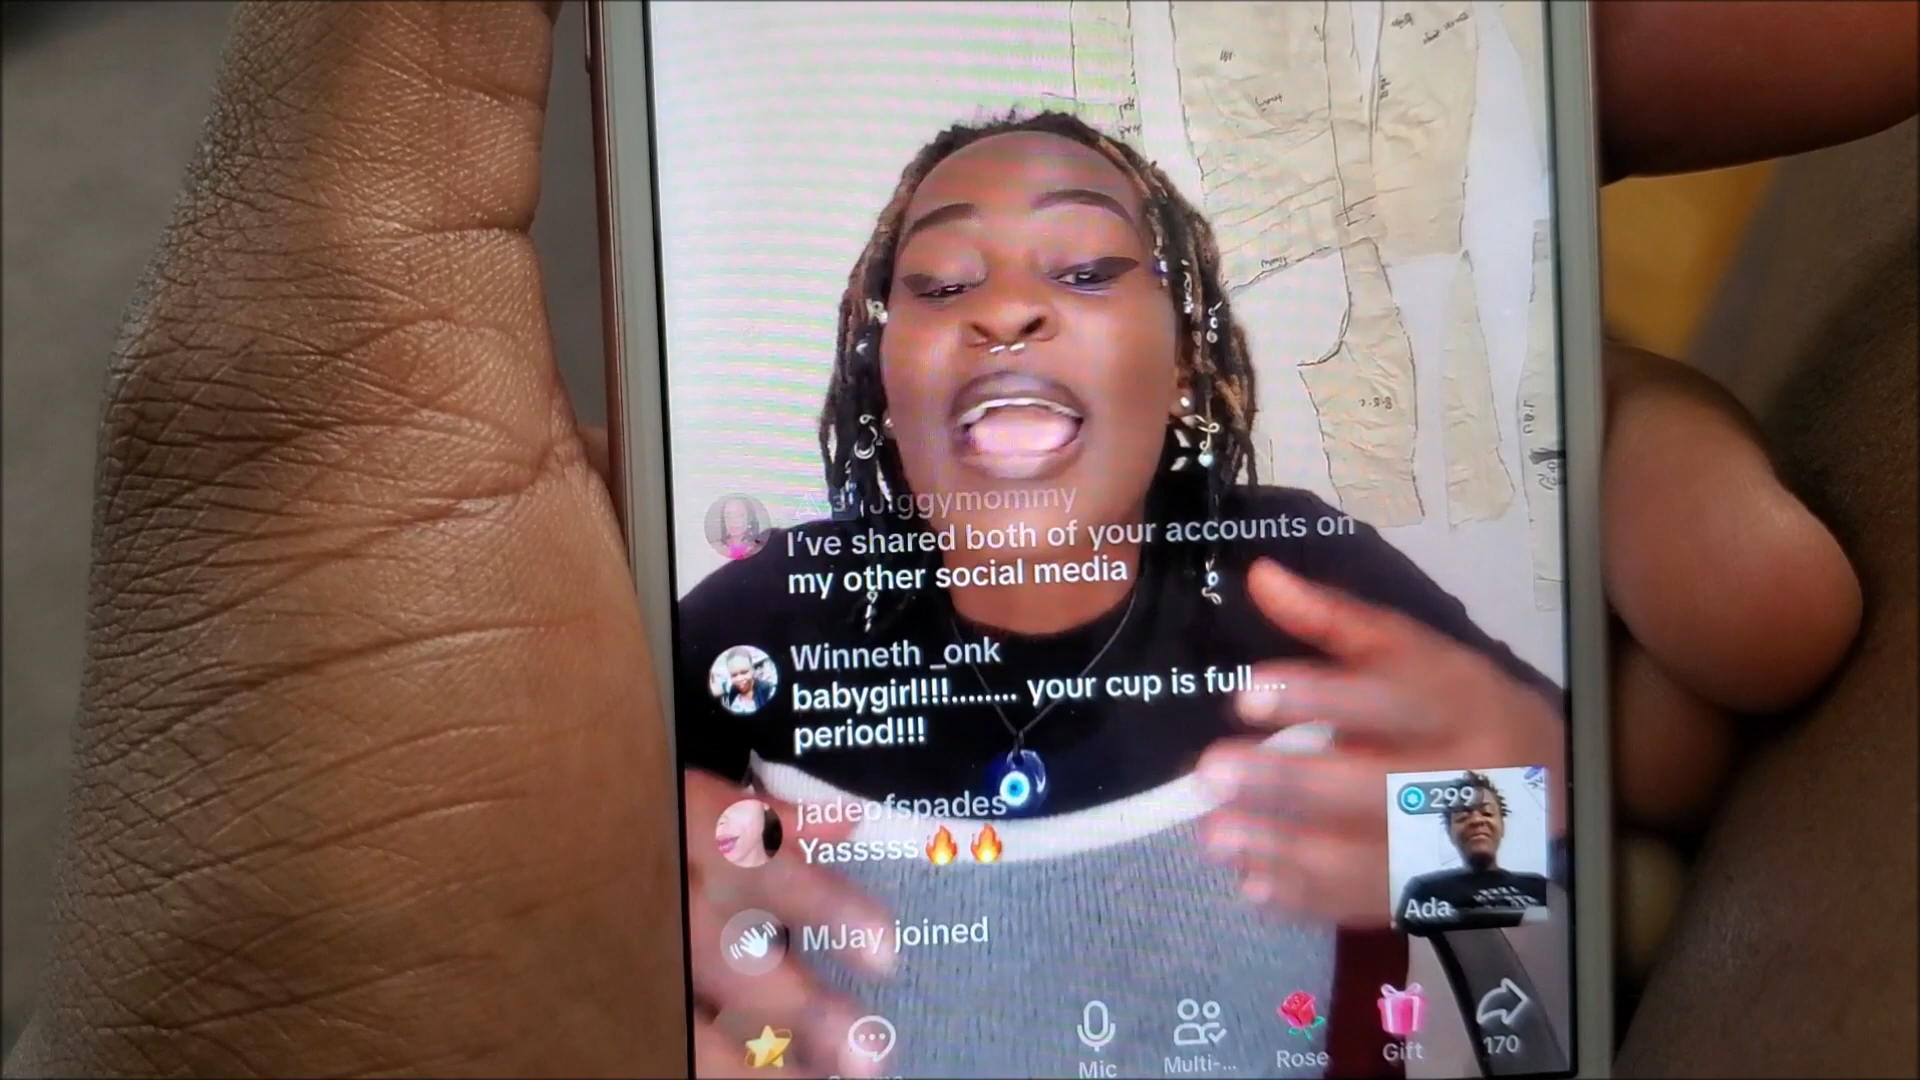 Jiggymommy
I've shared both of your accounts on
my other social media
Winneth _onk
babygirl!!!........ your cup is full....
period!!!
jadeofspades
Yasssss🔥🔥
MJay joined
299
Ada
Mic
Multi-...
Rose
Gift
170